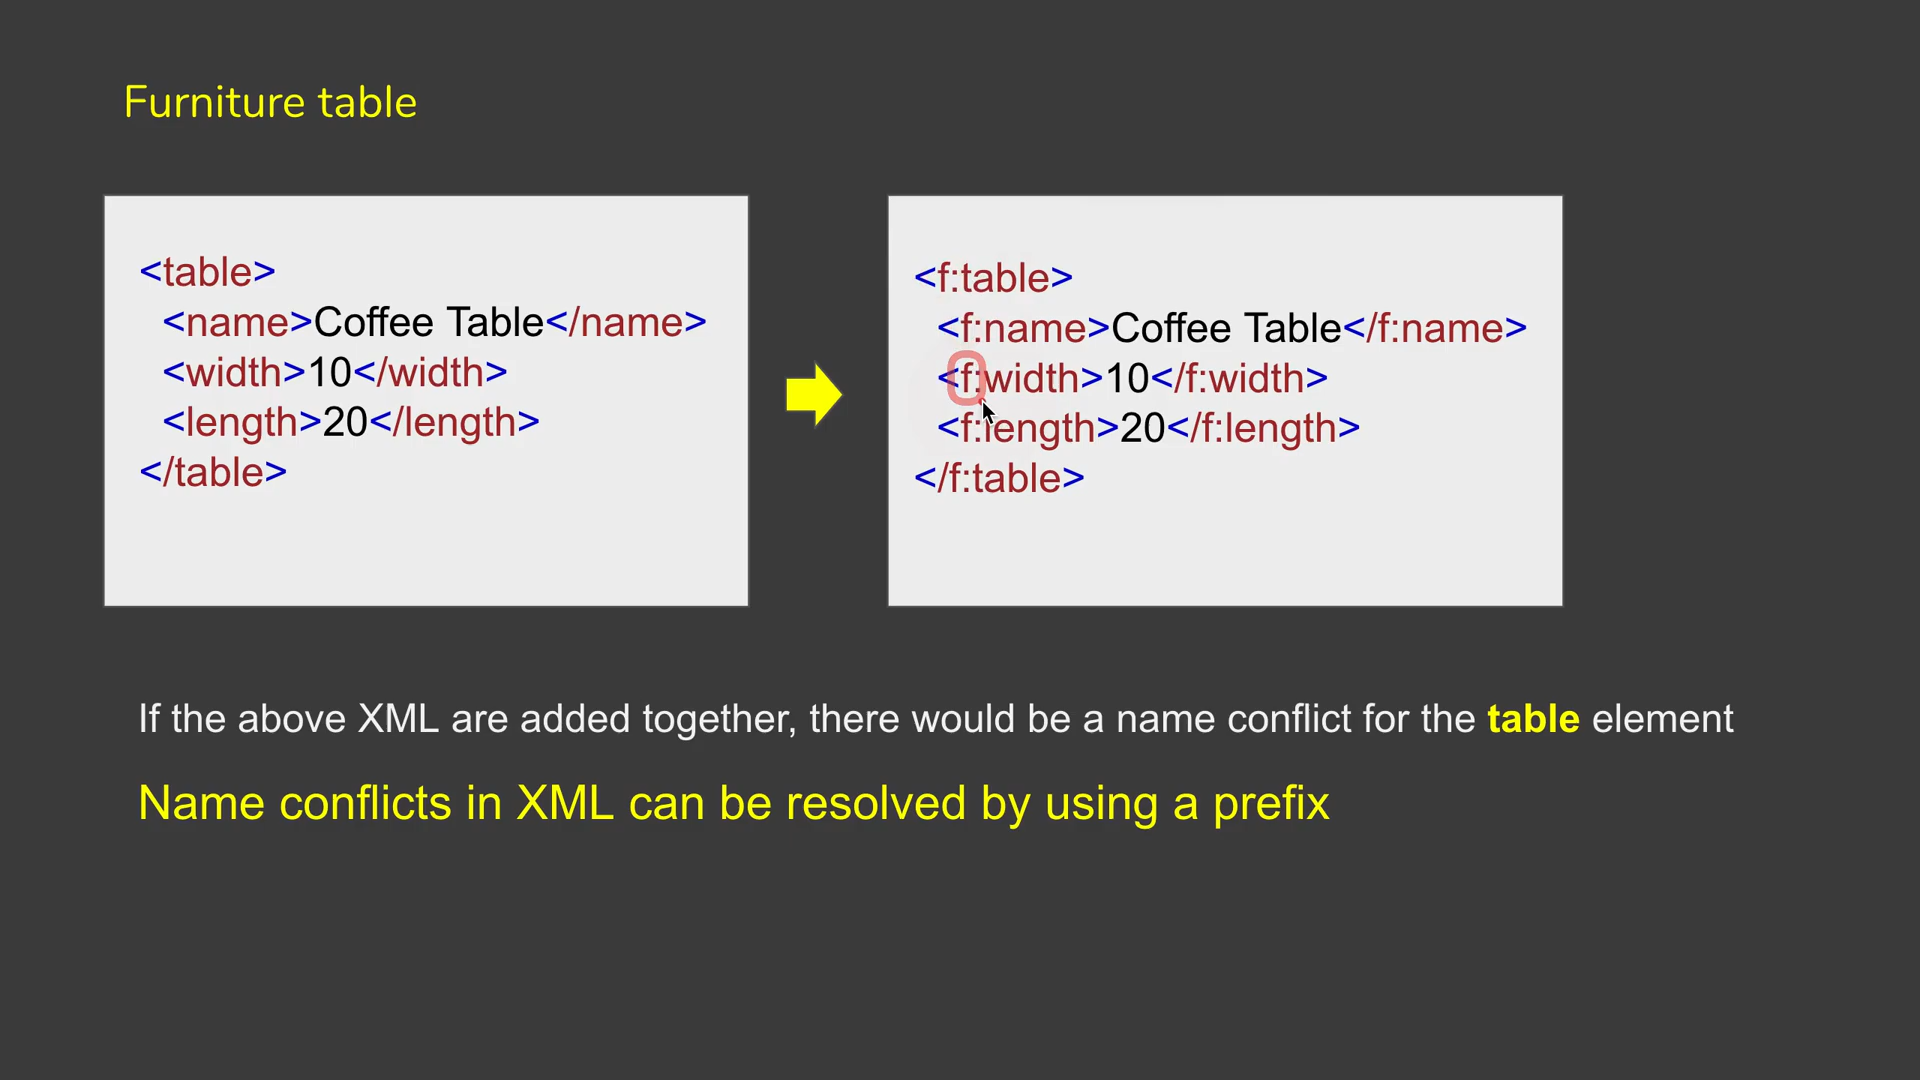 Furniture table
<table>
<name>Coffee Table</name>
<width>10</width>
<length>20</length>
</table>
<f:table>
<f:name>Coffee Table</f:name>
<f:width>10</f:width>
<f:length>20</f:length>
</f:table>
If the above XML are added together, there would be a name conflict for the table element
Name conflicts in XML can be resolved by using a prefix